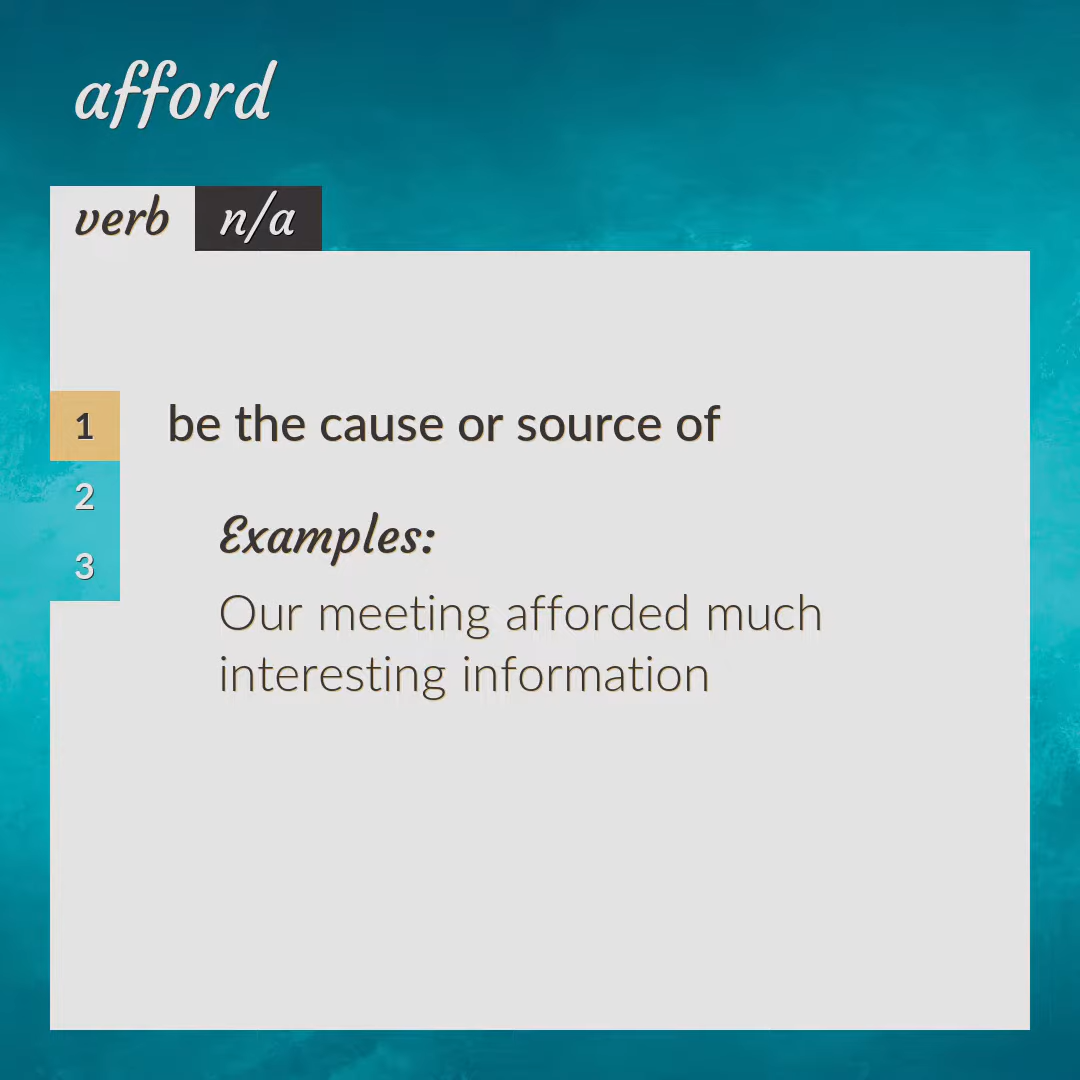 afford
verb n/a
1 be the cause or source of
2
Examples:
3
Our meeting afforded much
interesting information